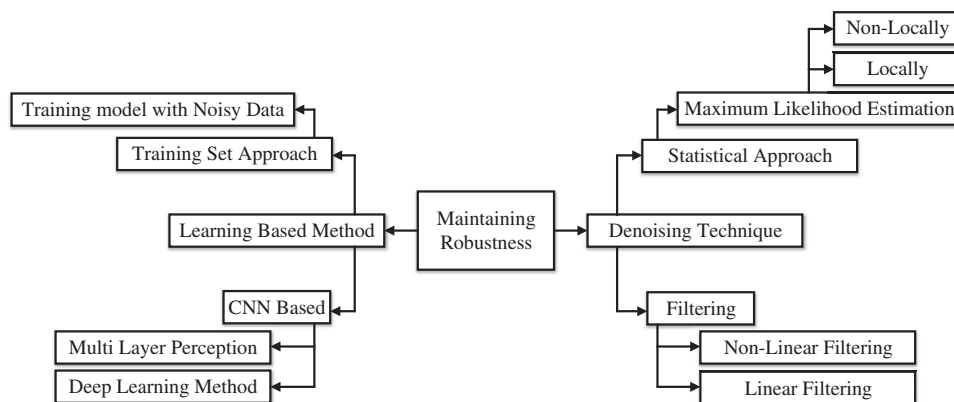 Non-Locally
Locally
Training model with Noisy Data
Maximum Likelihood Estimation
Training Set Approach
Statistical Approach
Maintaining
Robustness
Learning Based Method
Denoising Technique
CNN Based
Filtering
Multi Layer Perception
Non-Linear Filtering
Deep Learning Method
Linear Filtering